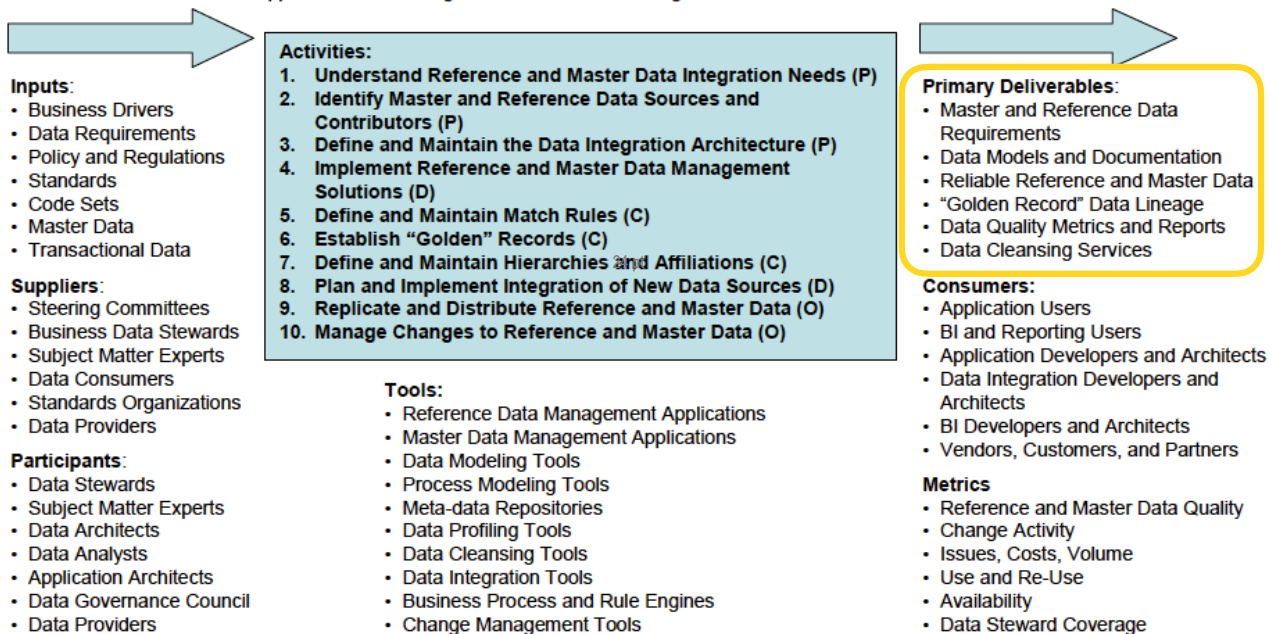 Inputs:
• Business Drivers
• Data Requirements
• Policy and Regulations
• Standards
• Code Sets
• Master Data
• Transactional Data
Suppliers:
• Steering Committees
• Business Data Stewards
• Subject Matter Experts
• Data Consumers
• Standards Organizations
• Data Providers
Participants:
• Data Stewards
• Subject Matter Experts
• Data Architects
• Data Analysts
• Application Architects
• Data Governance Council
• Data Providers
Activities:
1. Understand Reference and Master Data Integration Needs (P)
2. Identify Master and Reference Data Sources and
Contributors (P)
3. Define and Maintain the Data Integration Architecture (P)
4. Implement Reference and Master Data Management
Solutions (D)
5. Define and Maintain Match Rules (C)
6. Establish “Golden” Records (C)
7. Define and Maintain Hierarchies and Affiliations (C)
8. Plan and Implement Integration of New Data Sources (D)
9. Replicate and Distribute Reference and Master Data (O)
10. Manage Changes to Reference and Master Data (O)
Tools:
• Reference Data Management Applications
• Master Data Management Applications
• Data Modeling Tools
• Process Modeling Tools
• Meta-data Repositories
• Data Profiling Tools
• Data Cleansing Tools
• Data Integration Tools
• Business Process and Rule Engines
• Change Management Tools
Primary Deliverables:
• Master and Reference Data
Requirements
• Data Models and Documentation
• Reliable Reference and Master Data
• “Golden Record” Data Lineage
• Data Quality Metrics and Reports
• Data Cleansing Services
Consumers:
• Application Users
• BI and Reporting Users
• Application Developers and Architects
• Data Integration Developers and
Architects
• BI Developers and Architects
• Vendors, Customers, and Partners
Metrics
• Reference and Master Data Quality
• Change Activity
• Issues, Costs, Volume
• Use and Re-Use
• Availability
• Data Steward Coverage